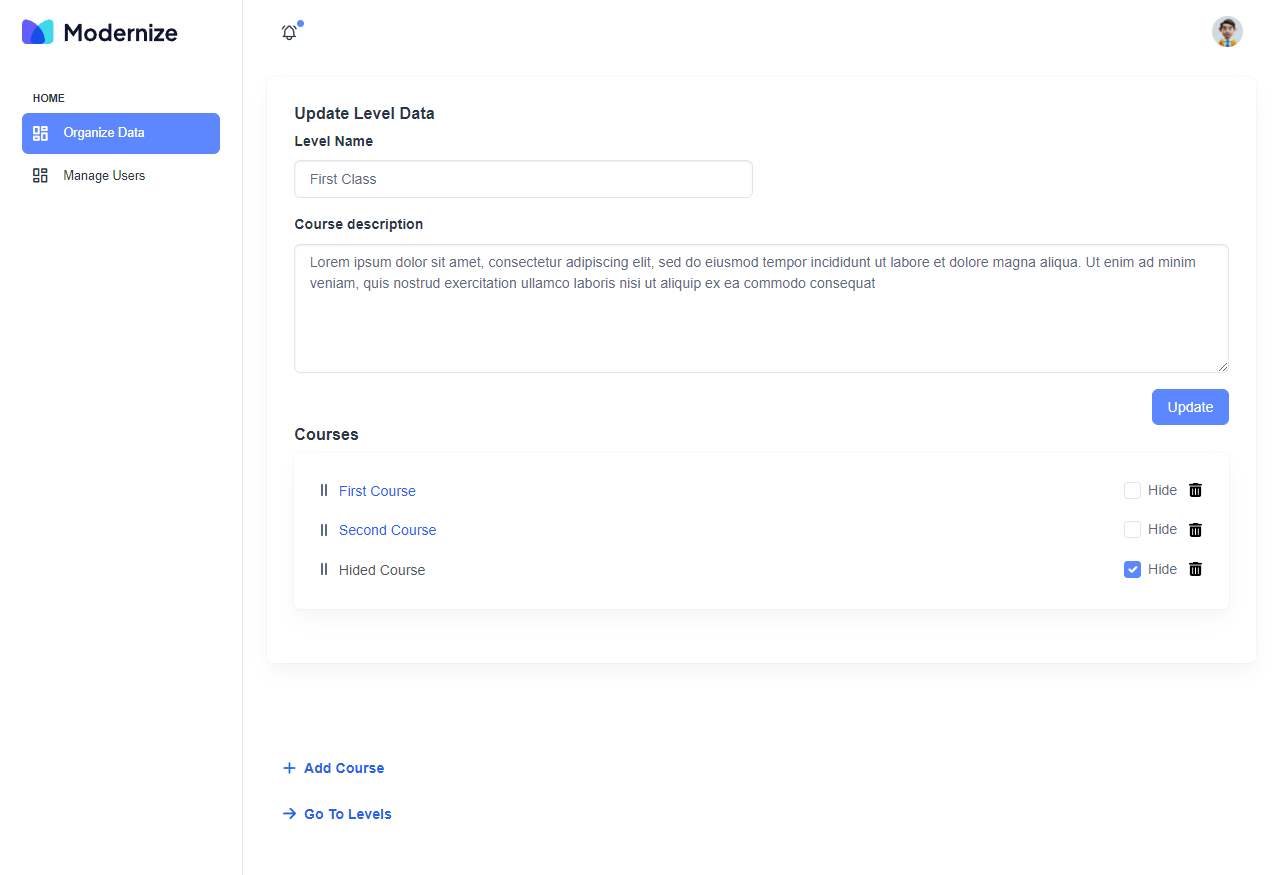 Modernize
HOME
Organize Data
Manage Users
Update Level Data
Level Name
First Class
Course description
Lorem ipsum dolor sit amet, consectetur adipiscing elit, sed do eiusmod tempor incididunt ut labore et dolore magna aliqua. Ut enim ad minim
veniam, quis nostrud exercitation ullamco laboris nisi ut aliquip ex ea commodo consequat
Update
Courses
First Course Hide
Second Course Hide
Hided Course Hide
Add Course
Go To Levels